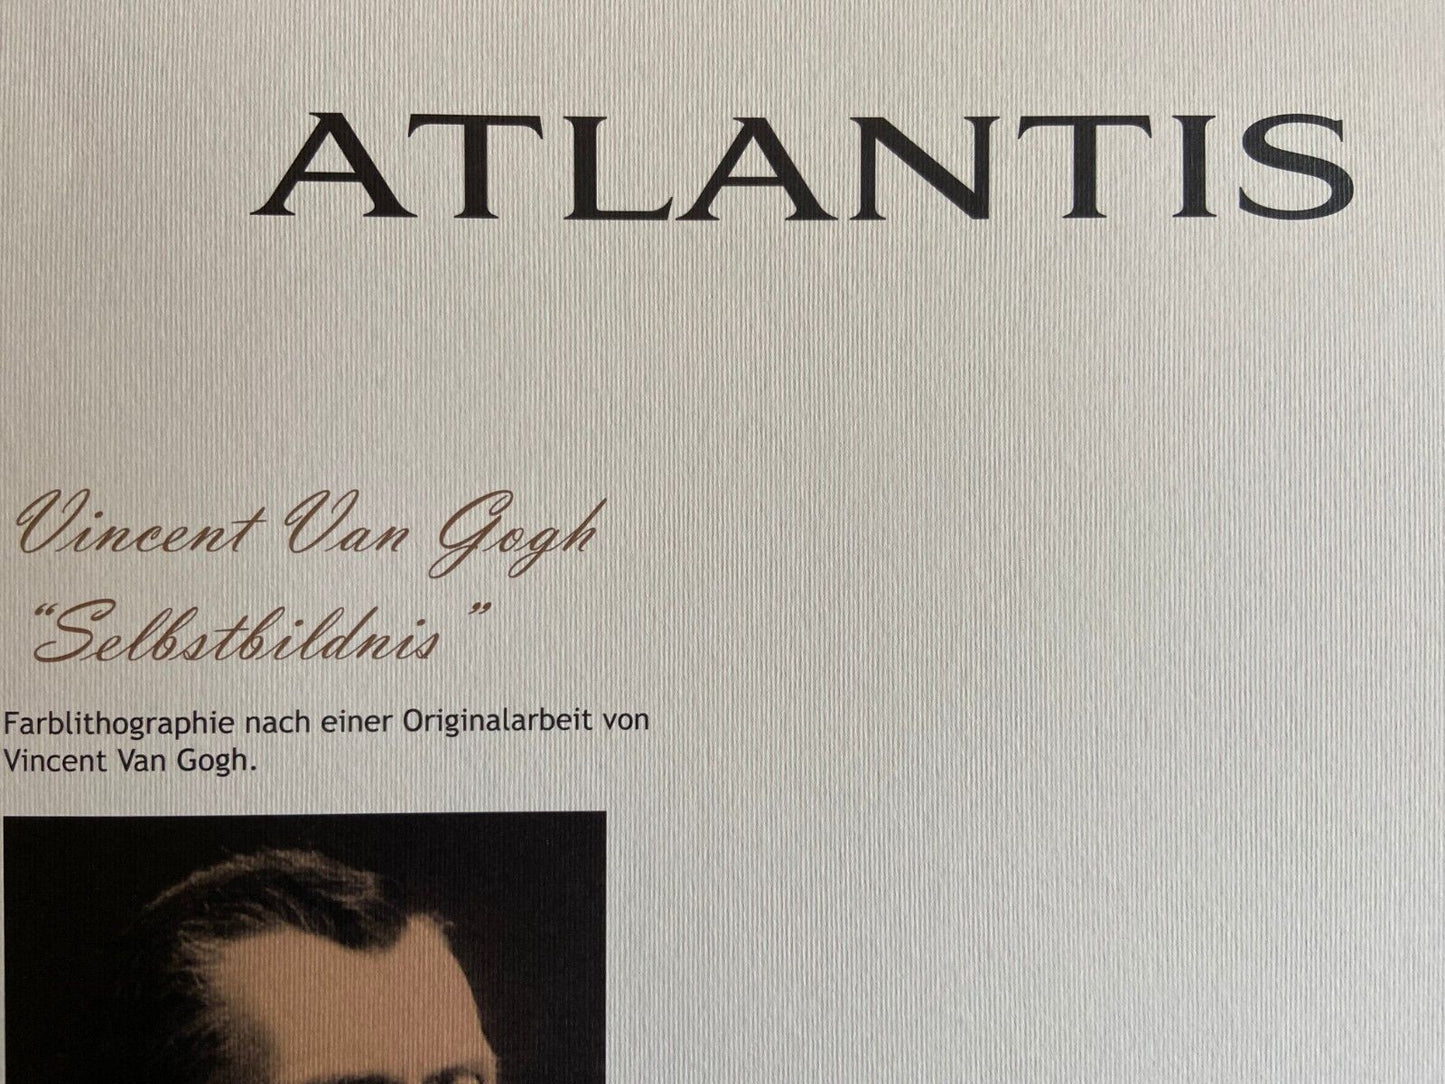 ATLANTIS
Vincent Van Gogh
“Selbstbildnis”
Farblithographie nach einer Originalarbeit von
Vincent Van Gogh.